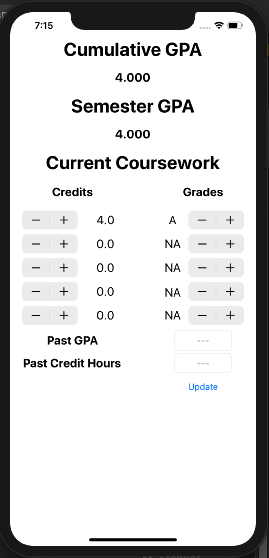 7:15
Cumulative GPA
4.000
Semester GPA
4.000
Current Coursework
Credits Grades
− + 4.0 A − +
− + 0.0 NA − +
− + 0.0 NA − +
− + 0.0 NA − +
− + 0.0 NA − +
Past GPA ---
Past Credit Hours ---
Update